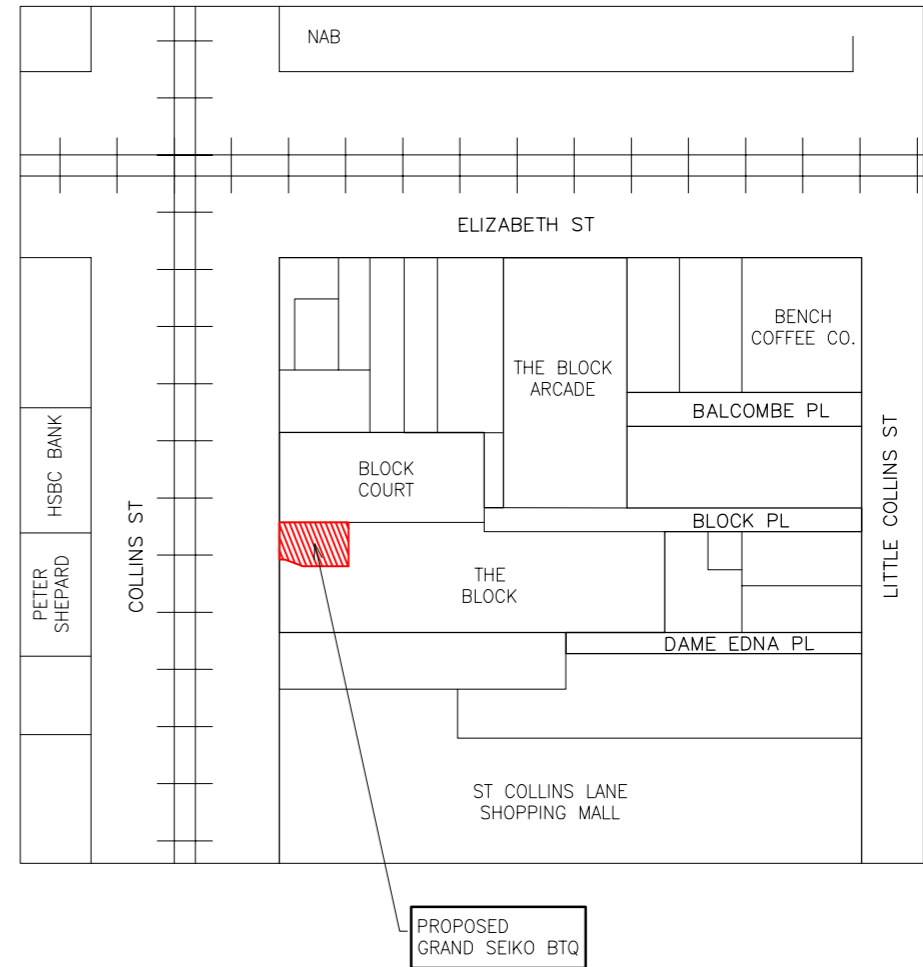 NAB
ELIZABETH ST
BENCH
COFFEE CO.
THE BLOCK
ARCADE
BALCOMBE PL
HSBC BANK
COLLINS ST
BLOCK
COURT
LITTLE COLLINS ST
BLOCK PL
PETER
SHEPARD
THE
BLOCK
DAME EDNA PL
ST COLLINS LANE
SHOPPING MALL
PROPOSED
GRAND SEIKO BTQ